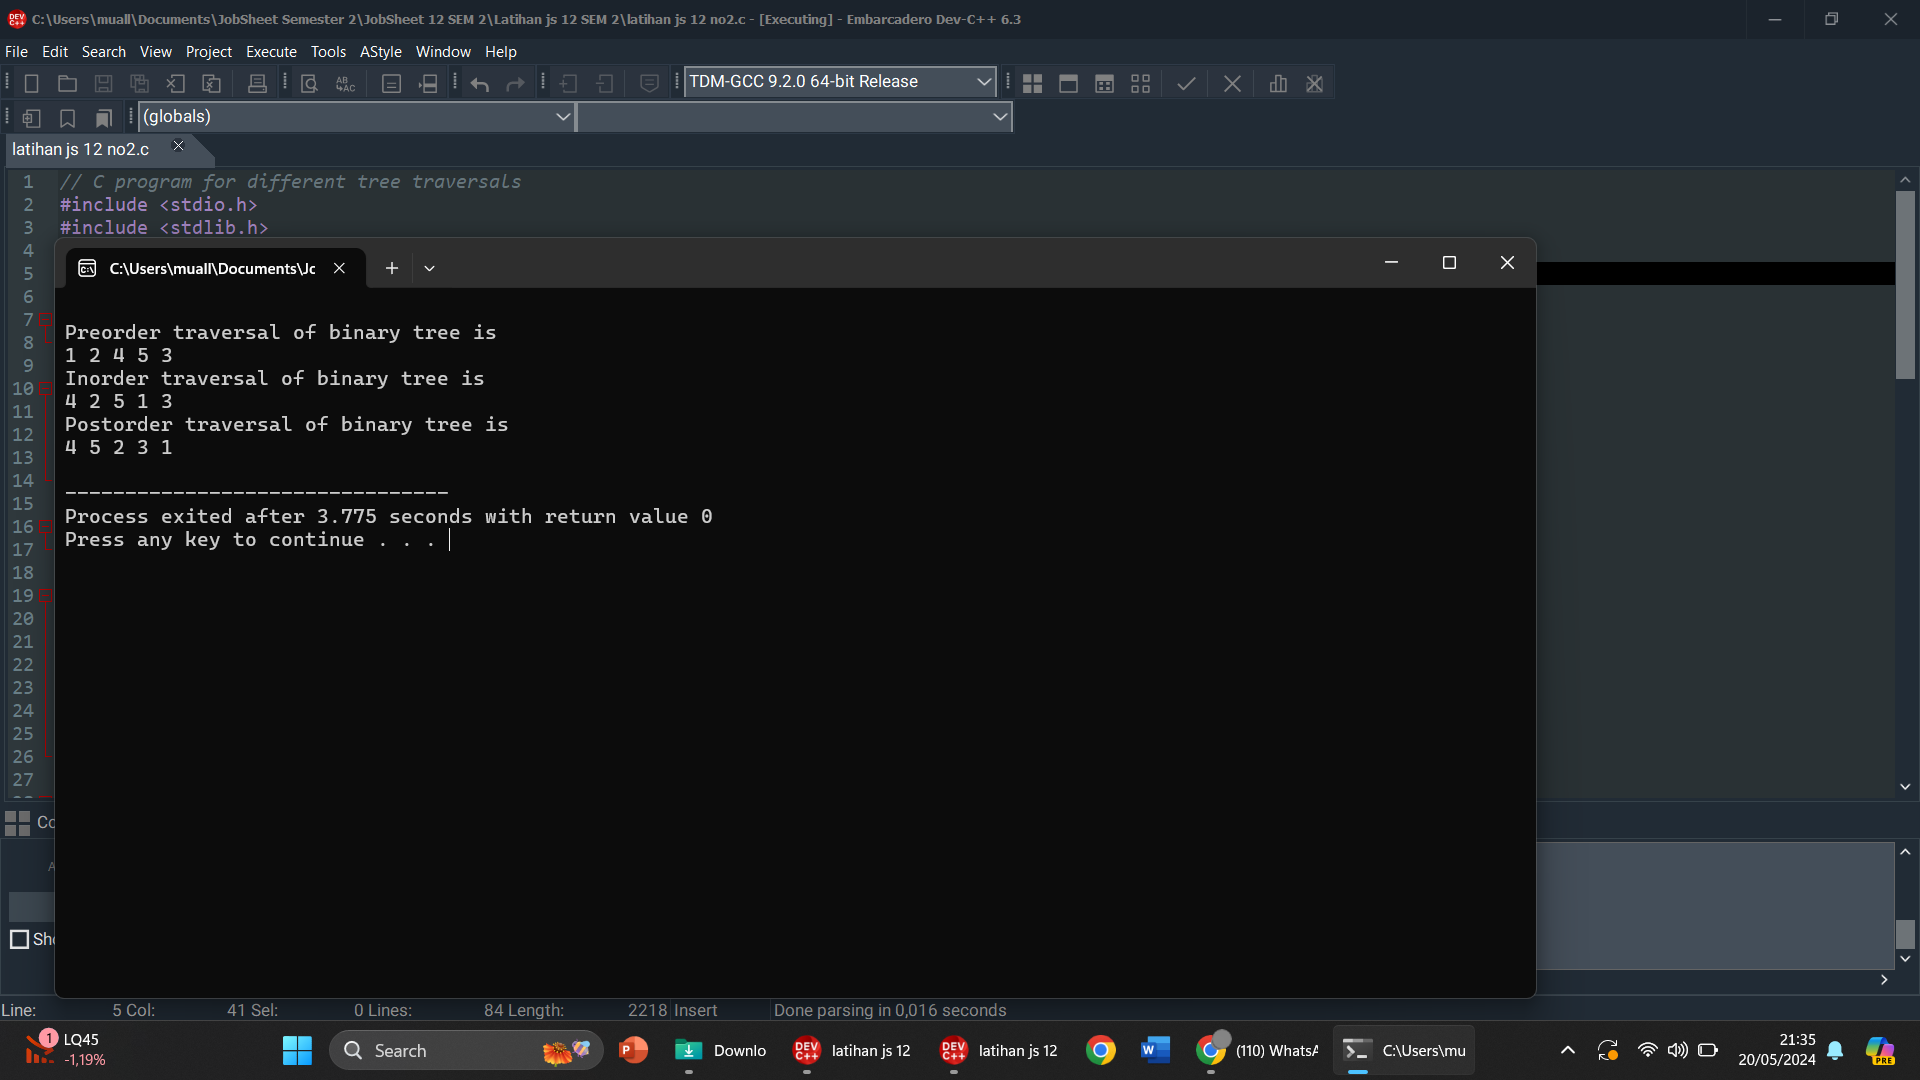 C:\Users\muall\Documents\JobSheet Semester 2\JobSheet 12 SEM 2\Latihan js 12 SEM 2\latihan js 12 no2.c - [Executing] - Embarcadero Dev-C++ 6.3
File Edit Search View Project Execute Tools AStyle Window Help
TDM-GCC 9.2.0 64-bit Release
(globals)
latihan js 12 no2.c
1 // C program for different tree traversals
2 #include <stdio.h>
3 #include <stdlib.h>
4
5
6
7
8
9
10
11
12
13
14
15
16
17
18
19
20
21
22
23
24
25
26
27
C:\Users\muall\Documents\Jc
Preorder traversal of binary tree is
1 2 4 5 3
Inorder traversal of binary tree is
4 2 5 1 3
Postorder traversal of binary tree is
4 5 2 3 1
--------------------------------
Process exited after 3.775 seconds with return value 0
Press any key to continue . . .
Co
Sho
Line: 5 Col: 41 Sel: 0 Lines: 84 Length: 2218 Insert Done parsing in 0,016 seconds
1 LQ45
-1,19%
Search
Downlo
latihan js 12
latihan js 12
(110) WhatsA
C:\Users\mu
21:35
20/05/2024
PRE